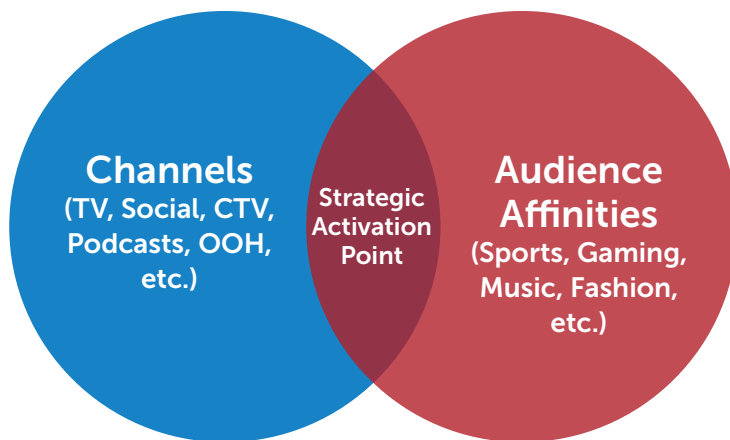 Channels
(TV, Social, CTV,
Podcasts, OOH,
etc.)
Strategic
Activation
Point
Audience
Affinities
(Sports, Gaming,
Music, Fashion,
etc.)